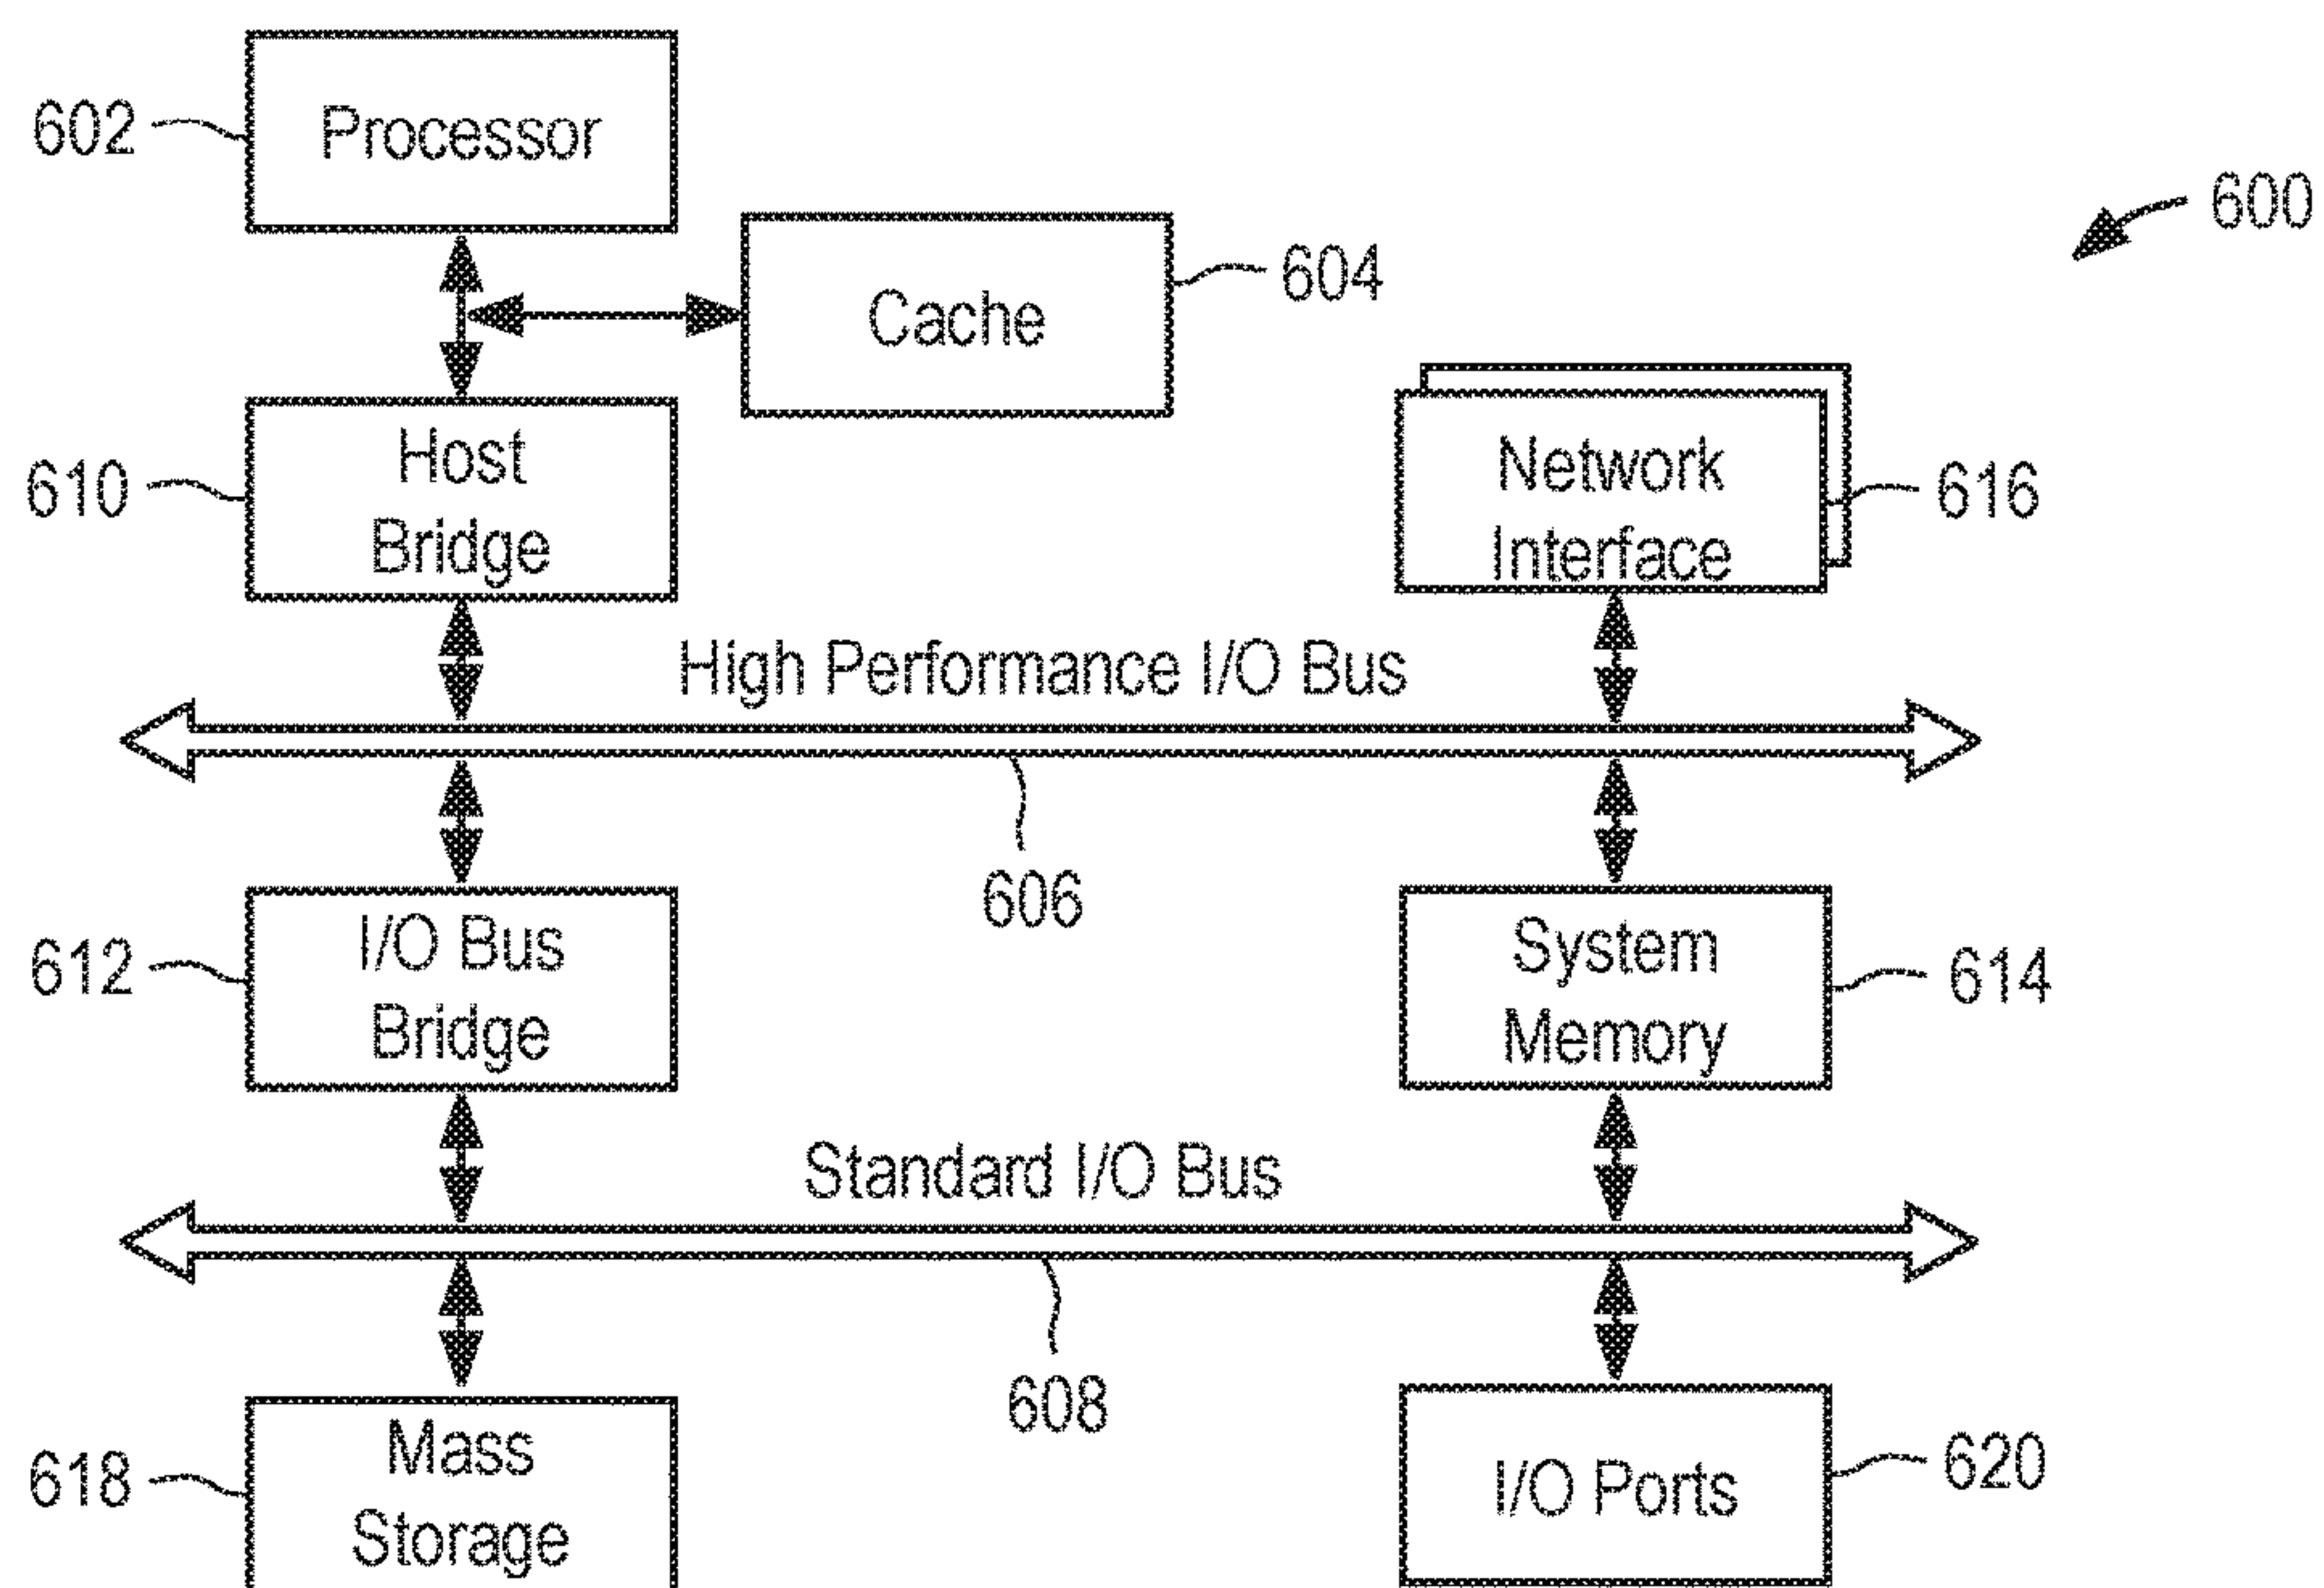 602
Processor
600
604
Cache
610
Host
Bridge
Network
Interface
616
High Performance I/O Bus
606
612
I/O Bus
Bridge
System
Memory
614
Standard I/O Bus
608
618
Mass
Storage
I/O Ports
620